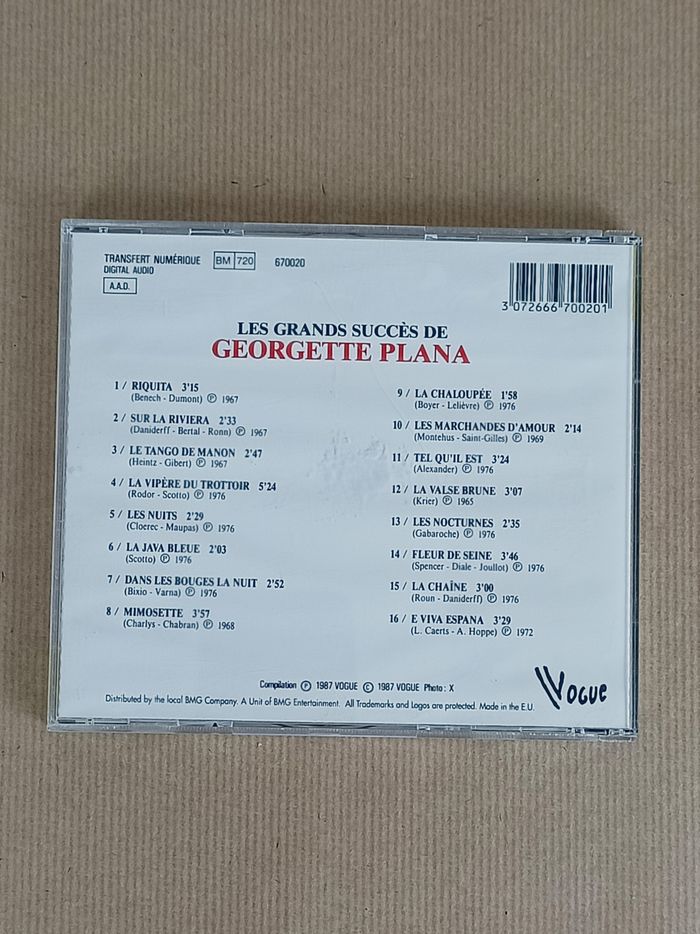 TRANSFERT NUMÉRIQUE BM 720 670020
DIGITAL AUDIO
A.A.D.
3 072666 700201
LES GRANDS SUCCÈS DE
GEORGETTE PLANA
1 / RIQUITA 3'15
(Benech - Dumont) Ⓟ 1967
2 / SUR LA RIVIERA 2'33
(Daniderff - Bertal - Ronn) Ⓟ 1967
3 / LE TANGO DE MANON 2'47
(Heintz - Gibert) Ⓟ 1967
4 / LA VIPÈRE DU TROTTOIR 5'24
(Rodor - Scotto) Ⓟ 1976
5 / LES NUITS 2'29
(Cloerec - Maupas) Ⓟ 1976
6 / LA JAVA BLEUE 2'03
(Scotto) Ⓟ 1976
7 / DANS LES BOUGES LA NUIT 2'52
(Bixio - Varna) Ⓟ 1976
8 / MIMOSETTE 3'57
(Charlys - Chabran) Ⓟ 1968
9 / LA CHALOUPÉE 1'58
(Boyer - Lelièvre) Ⓟ 1976
10 / LES MARCHANDES D'AMOUR 2'14
(Montehus - Saint-Gilles) Ⓟ 1969
11 / TEL QU'IL EST 3'24
(Alexander) Ⓟ 1976
12 / LA VALSE BRUNE 3'07
(Krier) Ⓟ 1965
13 / LES NOCTURNES 2'35
(Gabaroche) Ⓟ 1976
14 / FLEUR DE SEINE 3'46
(Spencer - Diale - Joullot) Ⓟ 1976
15 / LA CHAÎNE 3'00
(Roun - Daniderff) Ⓟ 1976
16 / E VIVA ESPANA 3'29
(L. Caerts - A. Hoppe) Ⓟ 1972
Compilation Ⓟ 1987 VOGUE © 1987 VOGUE Photo : X
Distributed by the local BMG Company. A Unit of BMG Entertainment. All Trademarks and Logos are protected. Made in the E.U.
VOGUE